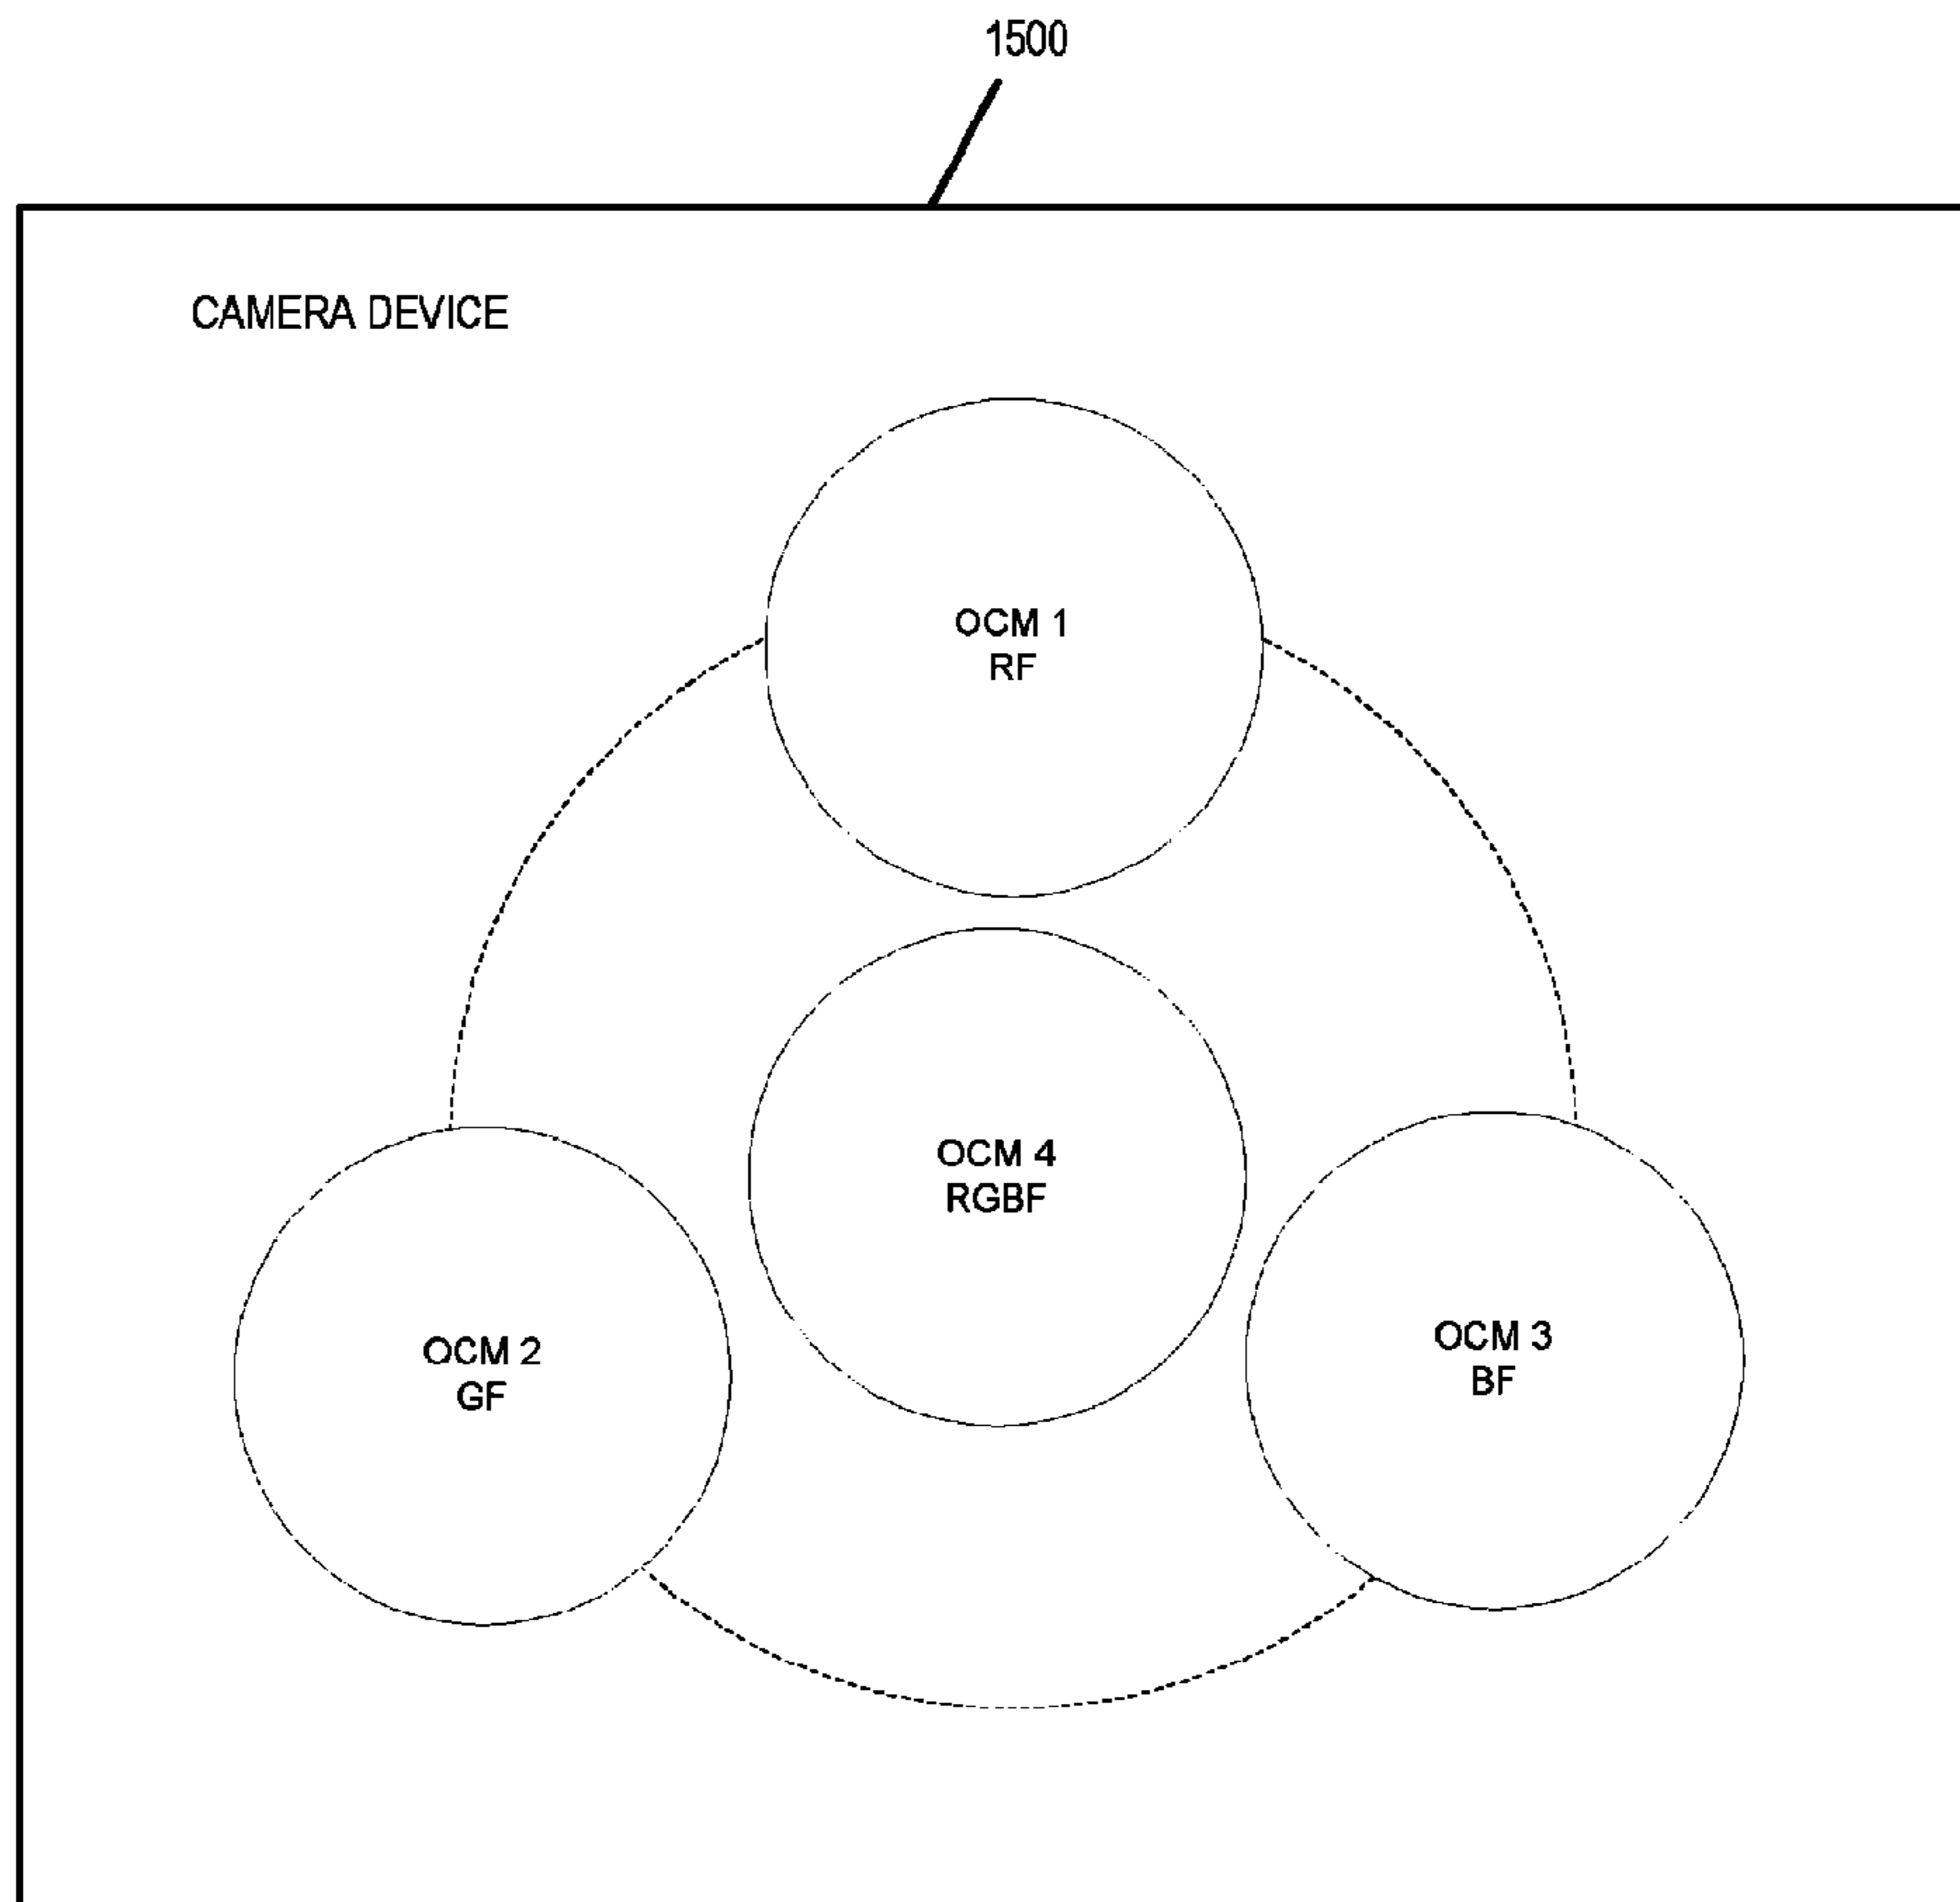 1500
CAMERA DEVICE
OCM 1
RF
OCM 4
RGBF
OCM 2
GF
OCM 3
BF